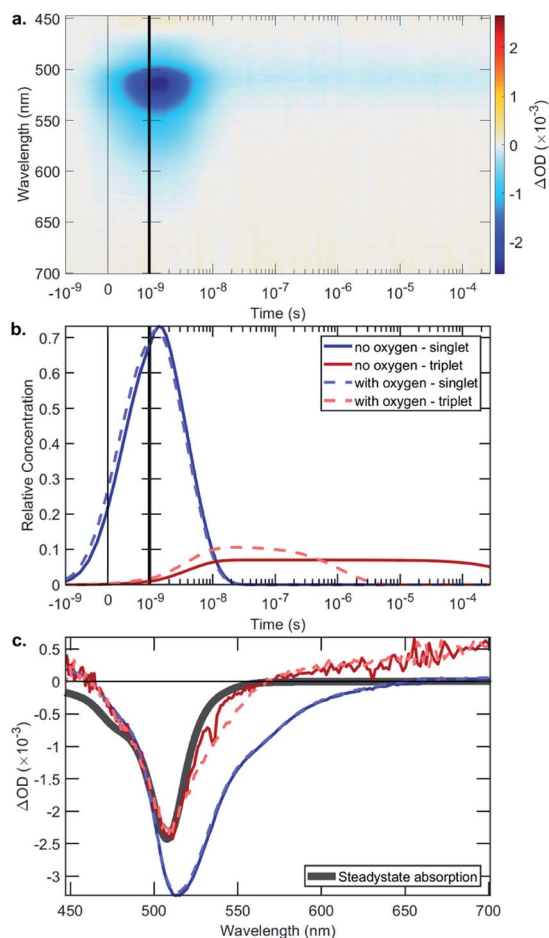 a.
450
500
550
600
650
700
Wavelength (nm)
-10⁻⁹ 0 10⁻⁹ 10⁻⁸ 10⁻⁷ 10⁻⁶ 10⁻⁵ 10⁻⁴
Time (s)
2
1
0
-1
-2
ΔOD (×10⁻³)
b.
0.7
0.6
0.5
0.4
0.3
0.2
0.1
0
Relative Concentration
no oxygen - singlet
no oxygen - triplet
with oxygen - singlet
with oxygen - triplet
-10⁻⁹ 0 10⁻⁹ 10⁻⁸ 10⁻⁷ 10⁻⁶ 10⁻⁵ 10⁻⁴
Time (s)
c.
0.5
0
-0.5
-1
-1.5
-2
-2.5
-3
ΔOD (×10⁻³)
Steadystate absorption
450 500 550 600 650 700
Wavelength (nm)